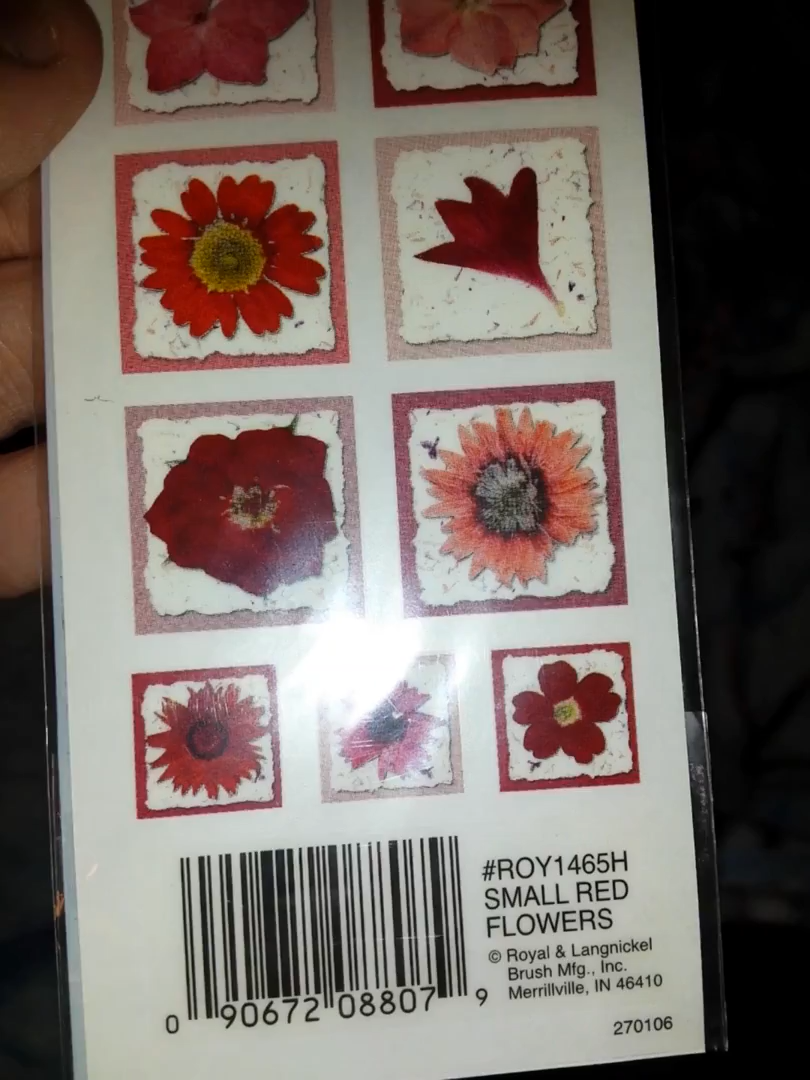 #ROY1465H
SMALL RED
FLOWERS
© Royal & Langnickel
Brush Mfg., Inc.
Merrillville, IN 46410
0 90672 08807 9
270106